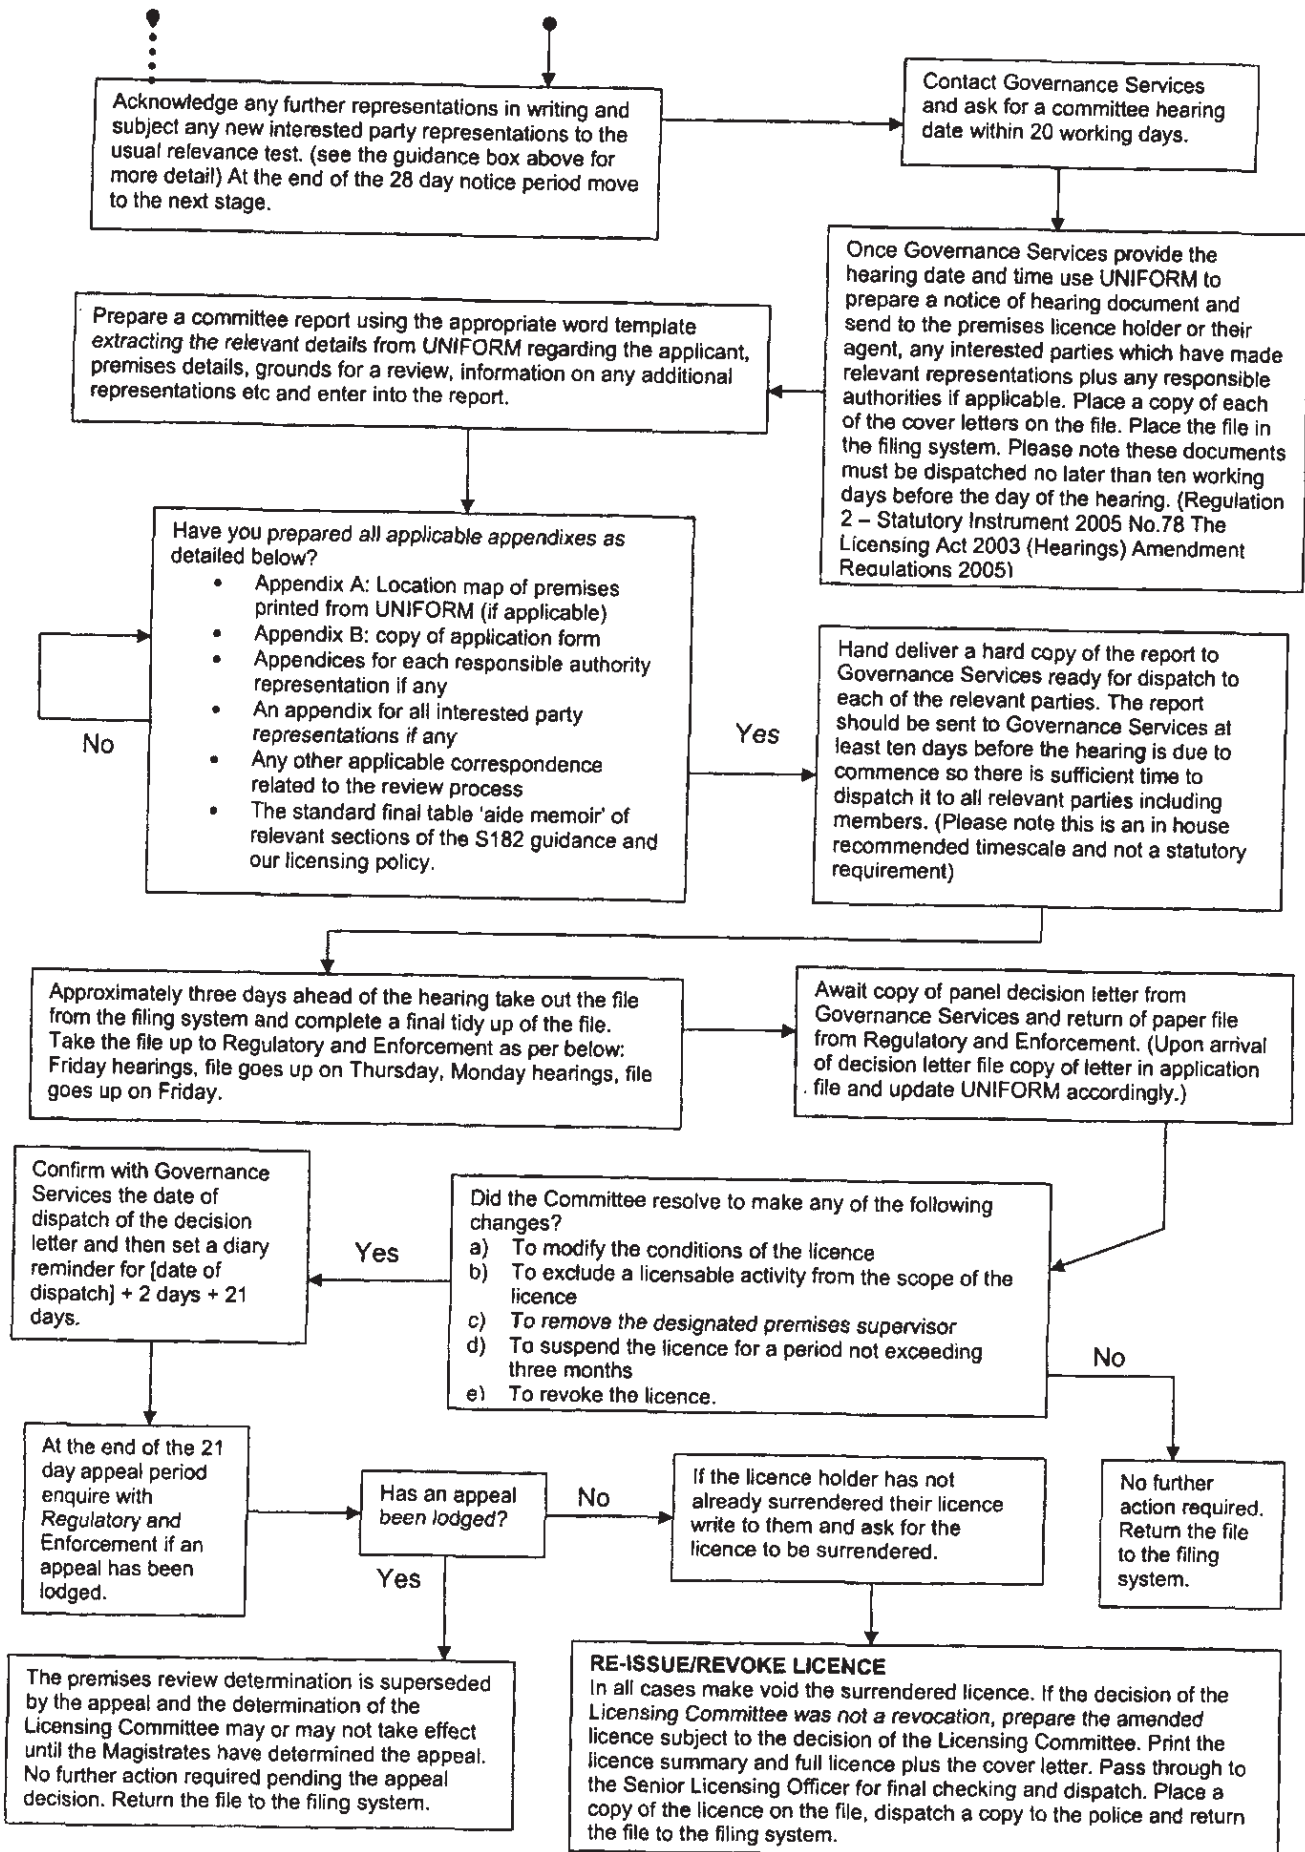 Acknowledge any further representations in writing and
subject any new interested party representations to the
usual relevance test. (see the guidance box above for
more detail) At the end of the 28 day notice period move
to the next stage.
Contact Governance Services
and ask for a committee hearing
date within 20 working days.
Once Governance Services provide the
hearing date and time use UNIFORM to
prepare a notice of hearing document and
send to the premises licence holder or their
agent, any interested parties which have made
relevant representations plus any responsible
authorities if applicable. Place a copy of each
of the cover letters on the file. Place the file in
the filing system. Please note these documents
must be dispatched no later than ten working
days before the day of the hearing. (Regulation
2 – Statutory Instrument 2005 No.78 The
Licensing Act 2003 (Hearings) Amendment
Regulations 2005)
Prepare a committee report using the appropriate word template
extracting the relevant details from UNIFORM regarding the applicant,
premises details, grounds for a review, information on any additional
representations etc and enter into the report.
Have you prepared all applicable appendixes as
detailed below?
• Appendix A: Location map of premises
printed from UNIFORM (if applicable)
• Appendix B: copy of application form
• Appendices for each responsible authority
representation if any
• An appendix for all interested party
representations if any
• Any other applicable correspondence
related to the review process
• The standard final table 'aide memoir' of
relevant sections of the S182 guidance and
our licensing policy.
No
Yes
Hand deliver a hard copy of the report to
Governance Services ready for dispatch to
each of the relevant parties. The report
should be sent to Governance Services at
least ten days before the hearing is due to
commence so there is sufficient time to
dispatch it to all relevant parties including
members. (Please note this is an in house
recommended timescale and not a statutory
requirement)
Approximately three days ahead of the hearing take out the file
from the filing system and complete a final tidy up of the file.
Take the file up to Regulatory and Enforcement as per below:
Friday hearings, file goes up on Thursday, Monday hearings, file
goes up on Friday.
Await copy of panel decision letter from
Governance Services and return of paper file
from Regulatory and Enforcement. (Upon arrival
of decision letter file copy of letter in application
file and update UNIFORM accordingly.)
Did the Committee resolve to make any of the following
changes?
a) To modify the conditions of the licence
b) To exclude a licensable activity from the scope of the
licence
c) To remove the designated premises supervisor
d) To suspend the licence for a period not exceeding
three months
e) To revoke the licence.
Yes
No
Confirm with Governance
Services the date of
dispatch of the decision
letter and then set a diary
reminder for [date of
dispatch] + 2 days + 21
days.
At the end of the 21
day appeal period
enquire with
Regulatory and
Enforcement if an
appeal has been
lodged.
Has an appeal
been lodged?
No
Yes
If the licence holder has not
already surrendered their licence
write to them and ask for the
licence to be surrendered.
No further
action required.
Return the file
to the filing
system.
The premises review determination is superseded
by the appeal and the determination of the
Licensing Committee may or may not take effect
until the Magistrates have determined the appeal.
No further action required pending the appeal
decision. Return the file to the filing system.
RE-ISSUE/REVOKE LICENCE
In all cases make void the surrendered licence. If the decision of the
Licensing Committee was not a revocation, prepare the amended
licence subject to the decision of the Licensing Committee. Print the
licence summary and full licence plus the cover letter. Pass through to
the Senior Licensing Officer for final checking and dispatch. Place a
copy of the licence on the file, dispatch a copy to the police and return
the file to the filing system.